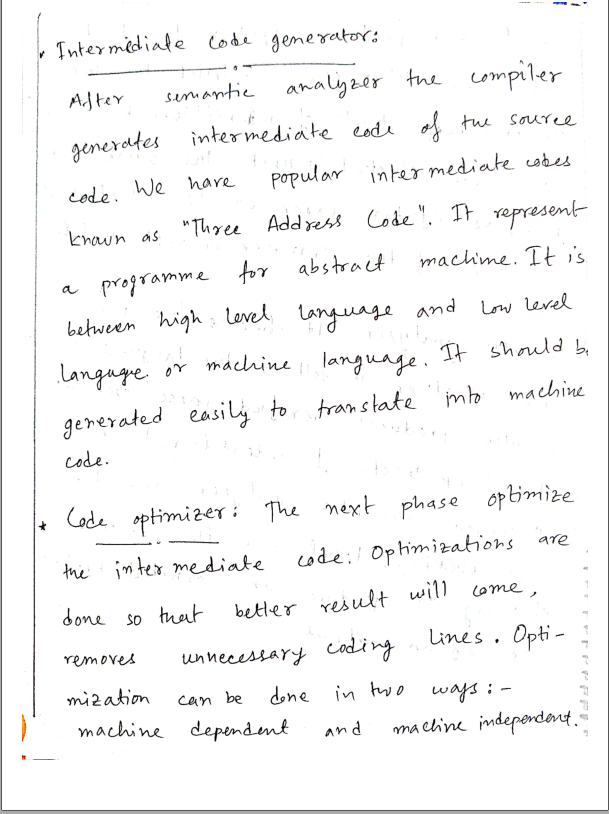 * Intermediate Code generator:
After semantic analyzer the compiler
generates intermediate code of the source
code. We have popular intermediate codes
known as "Three Address Code". It represent
a programme for abstract machime. It is
between high level language and Low level
languge or machine language. It should be
generated easily to translate into machine
code.
* Code optimizer: The next phase optimize
the intermediate code. Optimizations are
done so that better result will come,
removes unnecessary coding lines. Opti-
mization can be done in two ways:-
machine dependent and machine independent.